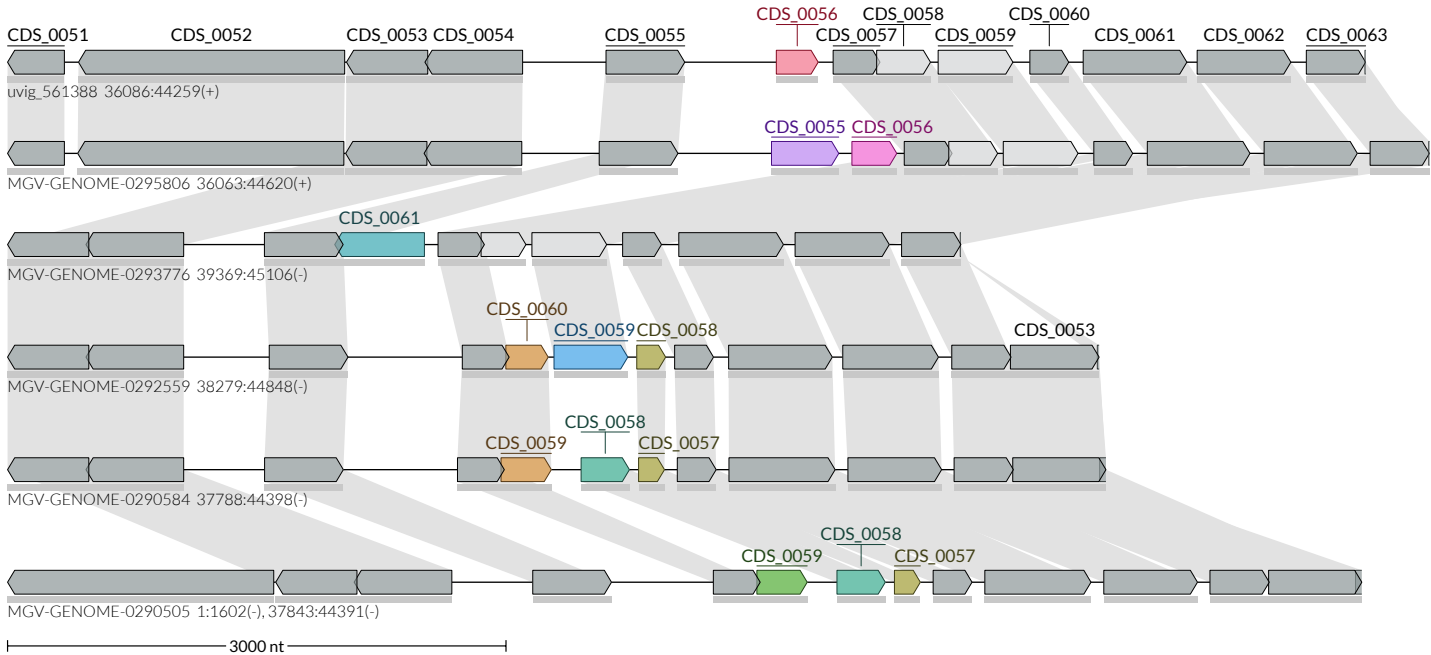 CDS_0056 CDS_0058 CDS_0060
CDS_0051 CDS_0052 CDS_0053 CDS_0054 CDS_0055 CDS_0057 CDS_0059 CDS_0061 CDS_0062 CDS_0063
uvig_561388 36086:44259(+)
CDS_0055 CDS_0056
MGV-GENOME-0295806 36063:44620(+)
CDS_0061
MGV-GENOME-0293776 39369:45106(-)
CDS_0060
CDS_0059 CDS_0058 CDS_0053
MGV-GENOME-0292559 38279:44848(-)
CDS_0058
CDS_0059 CDS_0057
MGV-GENOME-0290584 37788:44398(-)
CDS_0058
CDS_0059 CDS_0057
MGV-GENOME-0290505 1:1602(-), 37843:44391(-)
3000 nt